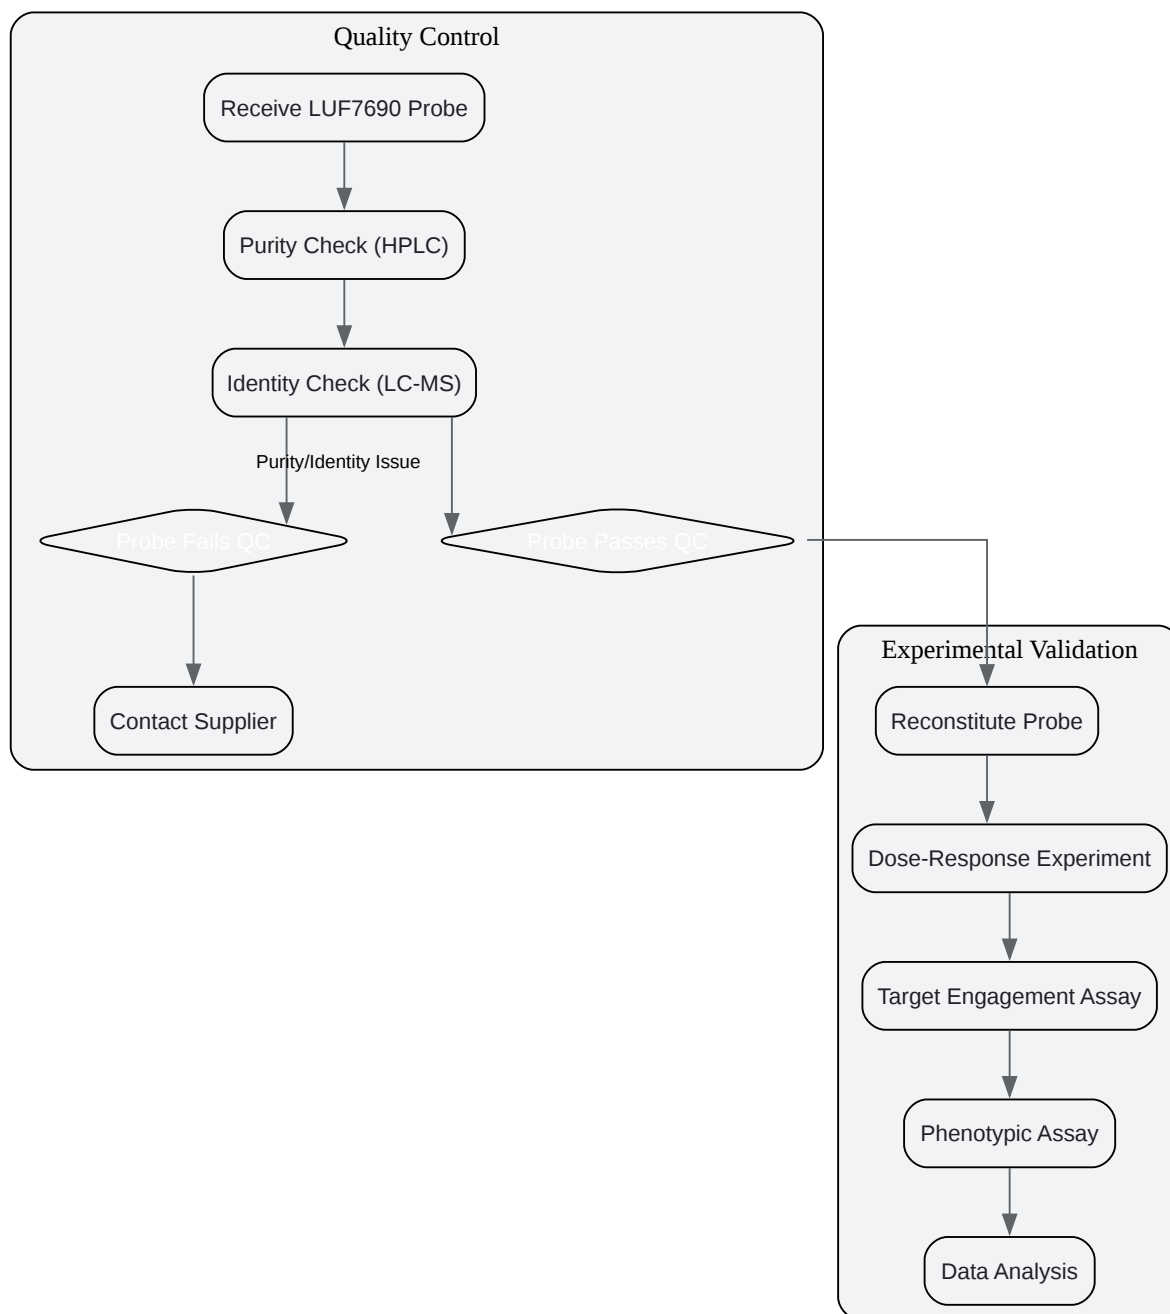 Quality Control
Receive LUF7690 Probe
Purity Check (HPLC)
Identity Check (LC-MS)
Purity/Identity Issue
Probe Fails QC
Probe Passes QC
Contact Supplier
Experimental Validation
Reconstitute Probe
Dose-Response Experiment
Target Engagement Assay
Phenotypic Assay
Data Analysis